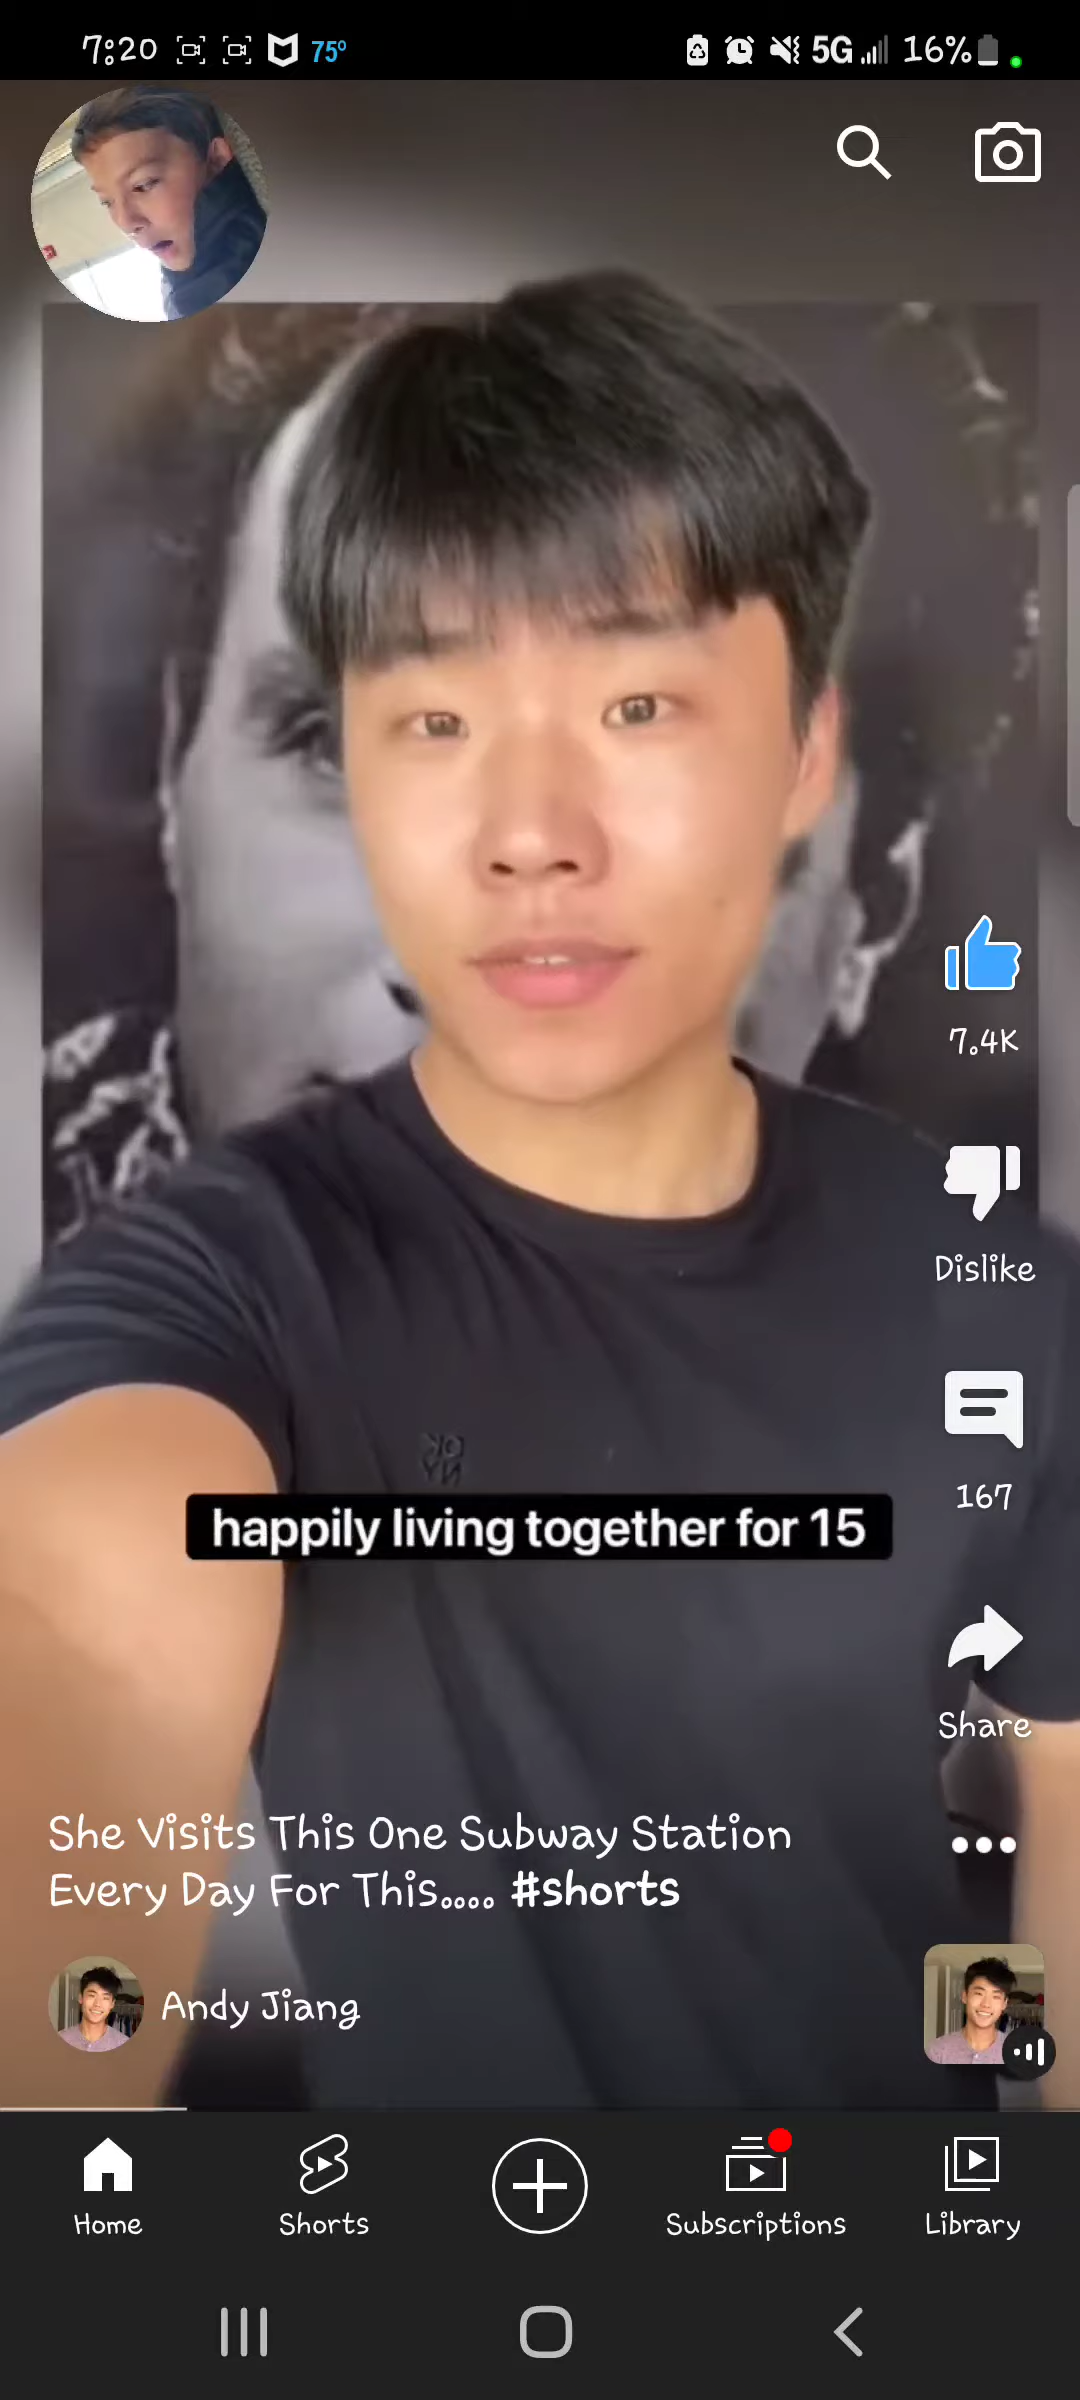 7:20 75° 5G 16%
7.4K
Dislike
167
happily living together for 15
Share
She Visits This One Subway Station
Every Day For This.... #shorts
Andy Jiang
Home Shorts Subscriptions Library